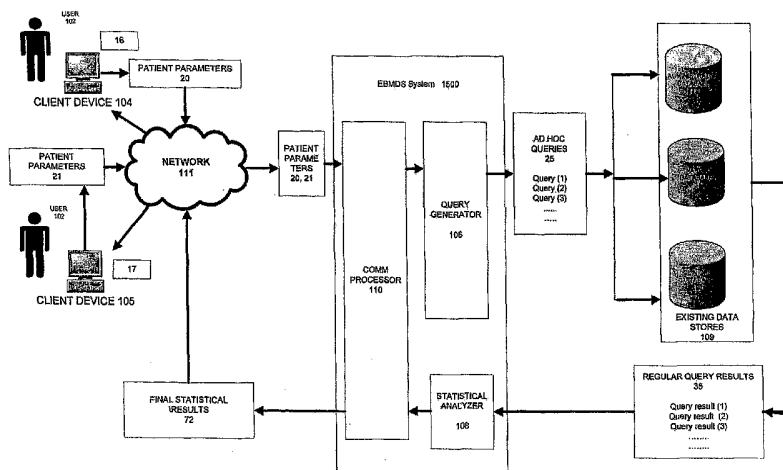 USER
102
16
PATIENT PARAMETERS
20
CLIENT DEVICE 104
PATIENT
PARAMETERS
21
NETWORK
111
USER
102
17
CLIENT DEVICE 105
PATIENT
PARAME
TERS
20, 21
EBMDS System 1500
COMM
PROCESSOR
110
QUERY
GENERATOR
106
AD HOC
QUERIES
25
Query (1)
Query (2)
Query (3)
.....
.....
EXISTING DATA
STORES
109
REGULAR QUERY RESULTS
35
Query result (1)
Query result (2)
Query result (3)
........
........
STATISTICAL
ANALYZER
108
FINAL STATISTICAL
\RESULTS
72